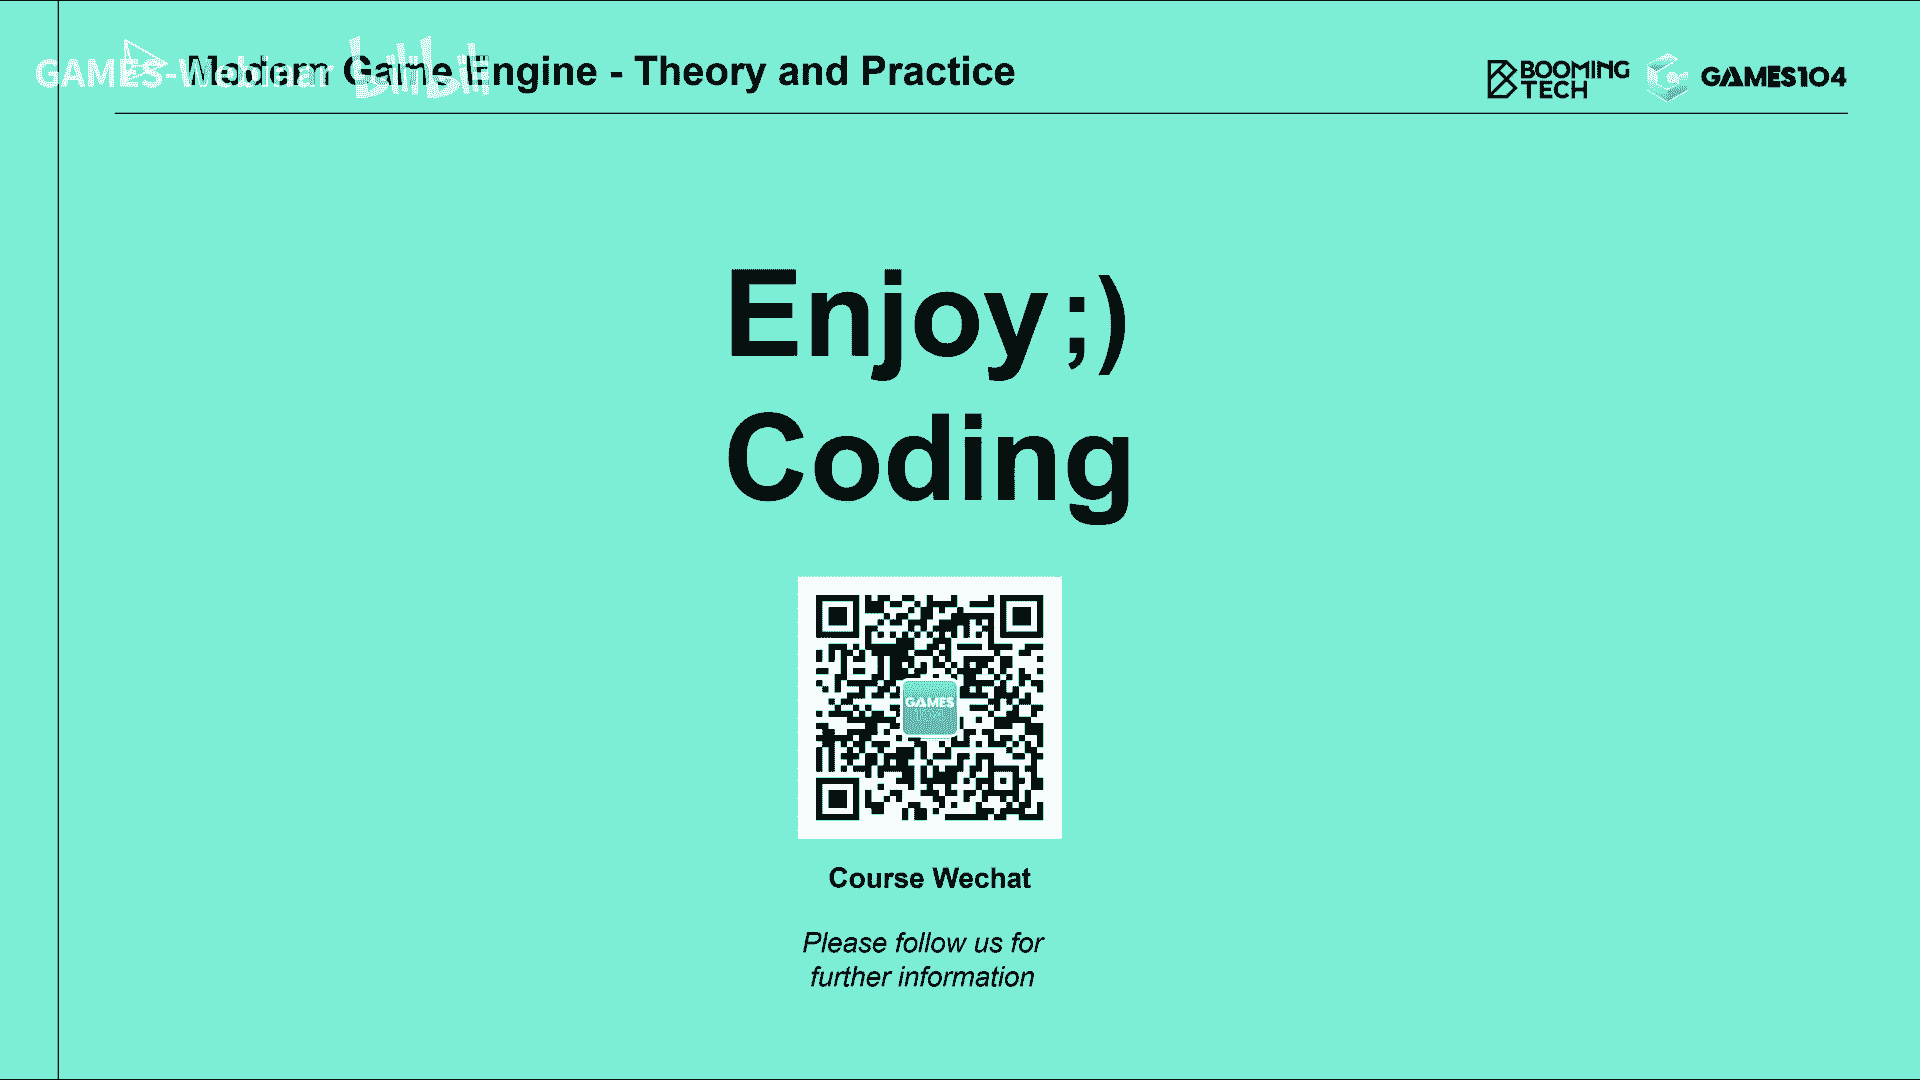 GAMES-Webinar bilibili
Modern Game Engine - Theory and Practice
BOOMING
TECH
GAMES104
Enjoy ;)
Coding
GAMES
104
Course Wechat
Please follow us for
further information